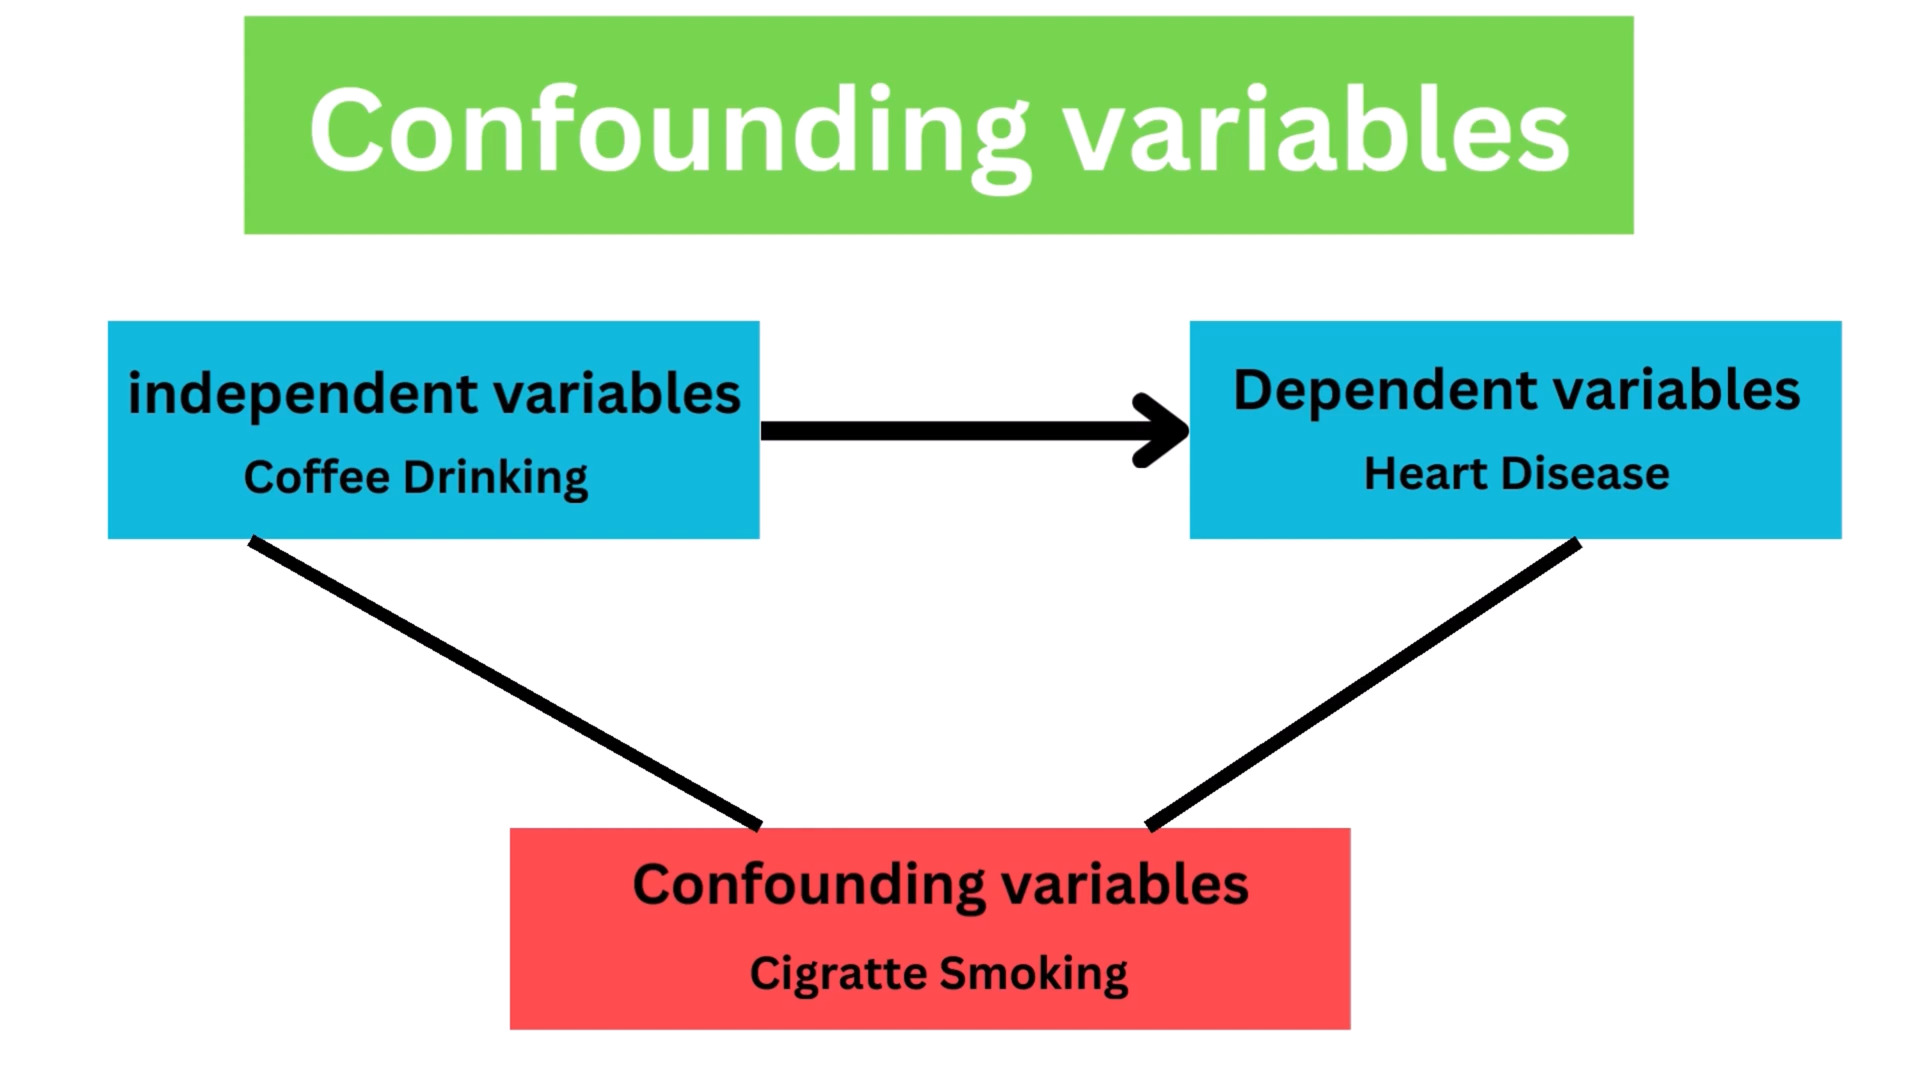 Confounding variables
independent variables
Coffee Drinking
Dependent variables
Heart Disease
Confounding variables
Cigratte Smoking